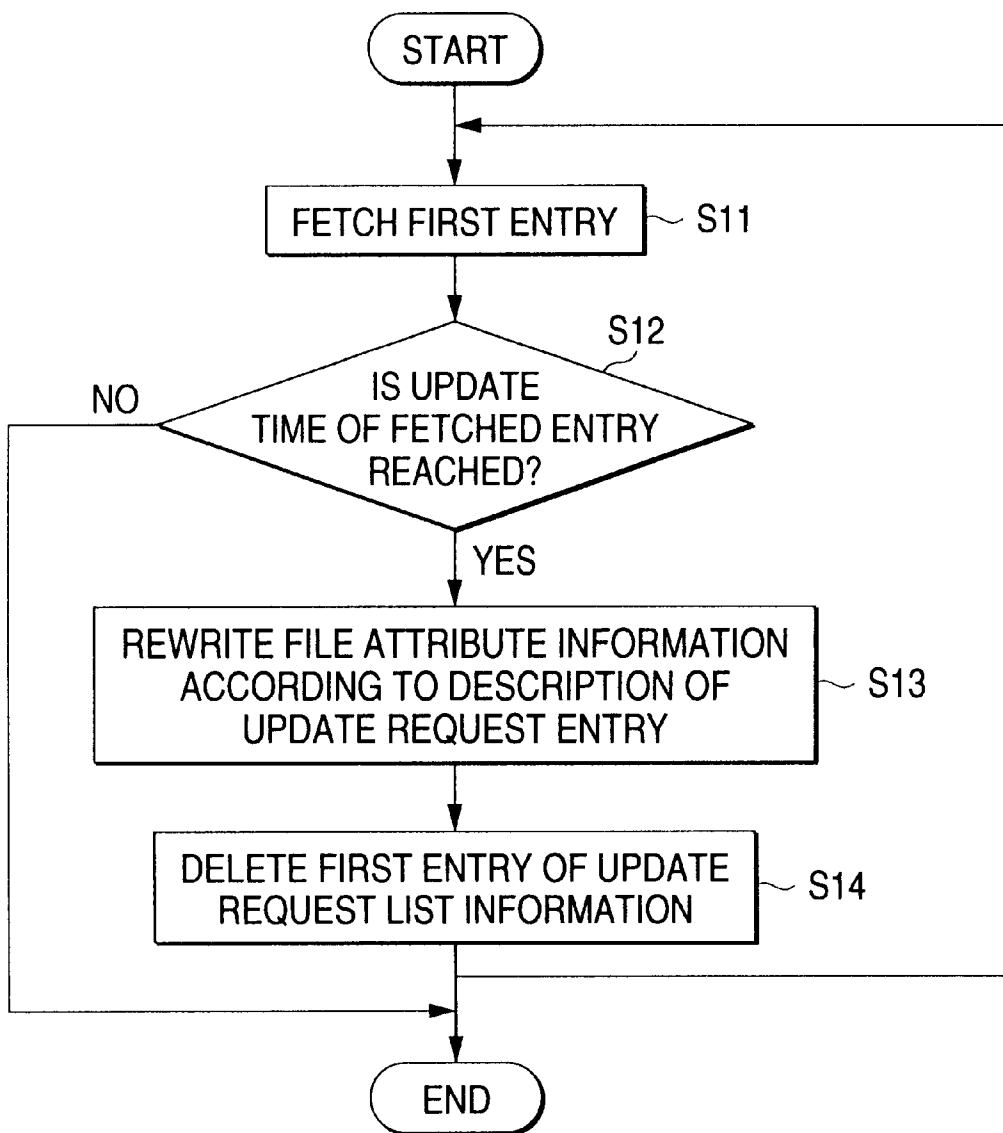 START
FETCH FIRST ENTRY
S11
S12
IS UPDATE
TIME OF FETCHED ENTRY
REACHED?
NO
YES
REWRITE FILE ATTRIBUTE INFORMATION
ACCORDING TO DESCRIPTION OF
UPDATE REQUEST ENTRY
S13
DELETE FIRST ENTRY OF UPDATE
REQUEST LIST INFORMATION
S14
END